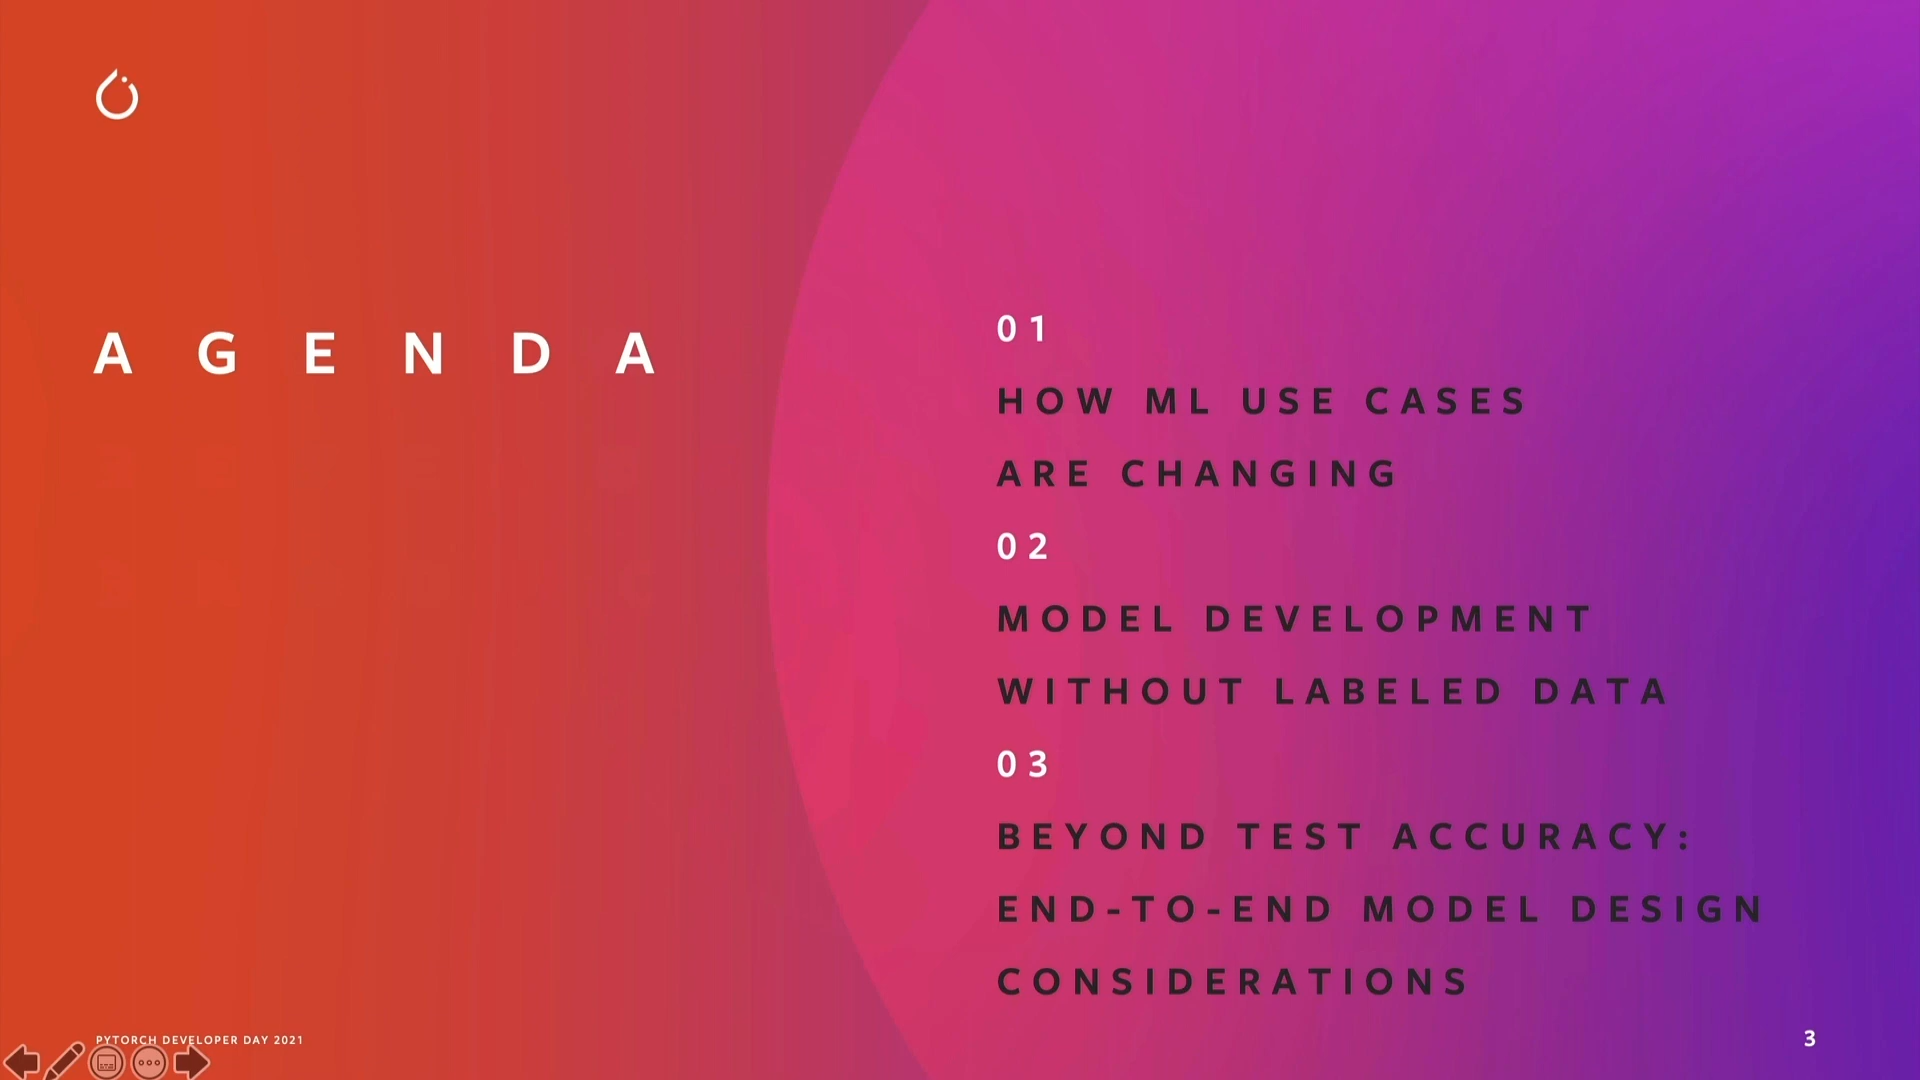 AGENDA
01
HOW ML USE CASES
ARE CHANGING
02
MODEL DEVELOPMENT
WITHOUT LABELED DATA
03
BEYOND TEST ACCURACY:
END-TO-END MODEL DESIGN
CONSIDERATIONS
PYTORCH DEVELOPER DAY 2021
3